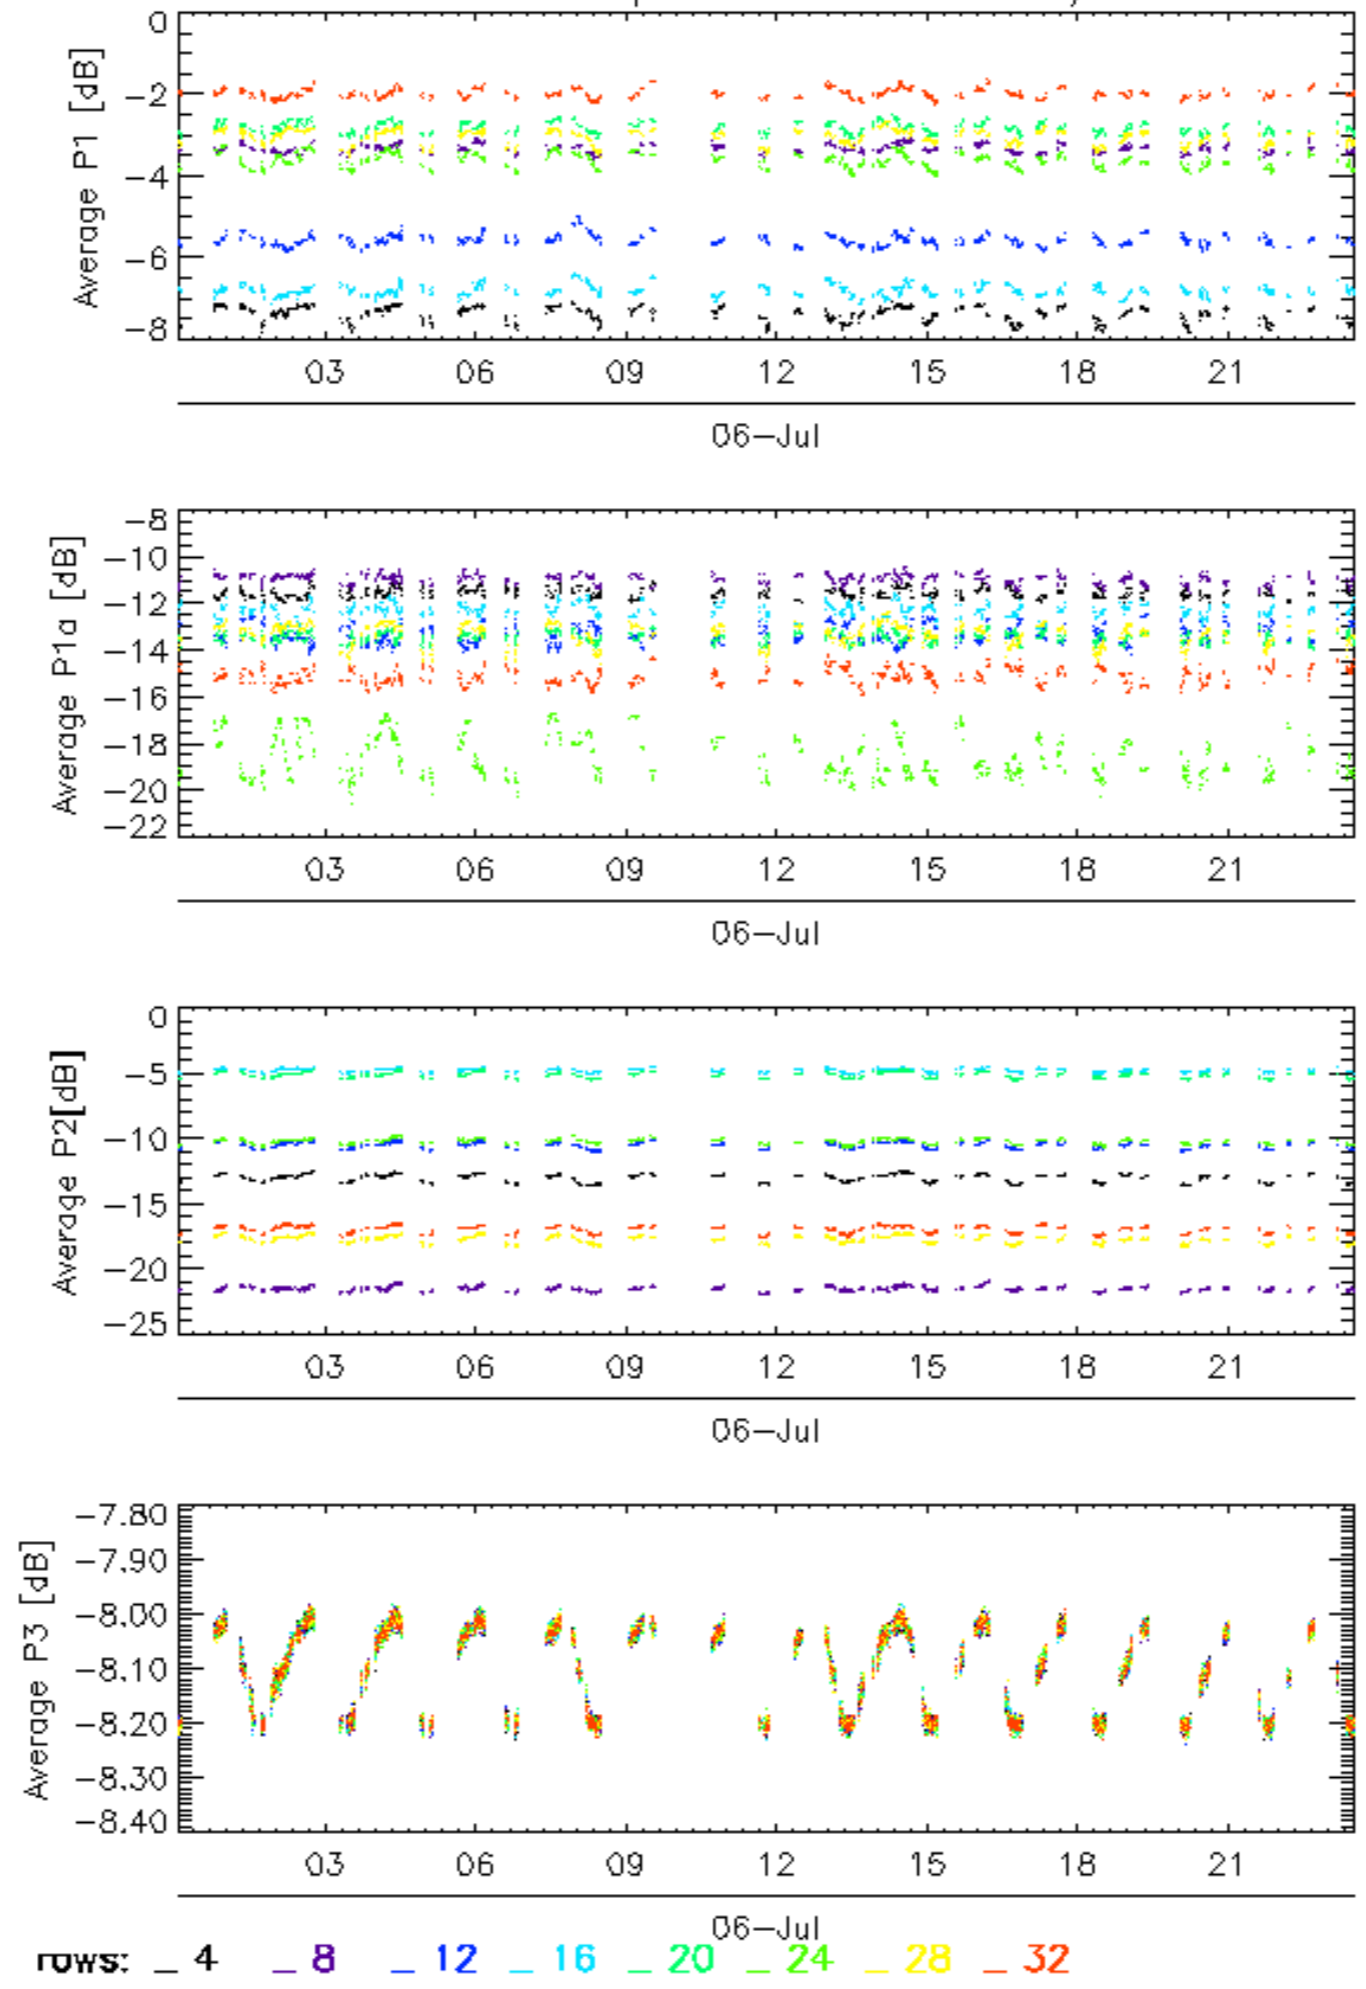 Average P1 [dB]
0
-2
-4
-6
-8
03 06 09 12 15 18 21
06-Jul
Average P1a [dB]
-8
-10
-12
-14
-16
-18
-20
-22
03 06 09 12 15 18 21
06-Jul
Average P2[dB]
0
-5
-10
-15
-20
-25
03 06 09 12 15 18 21
06-Jul
Average P3 [dB]
-7.80
-7.90
-8.00
-8.10
-8.20
-8.30
-8.40
03 06 09 12 15 18 21
06-Jul
rows: _ 4 _ 8 _ 12 _ 16 _ 20 _ 24 _ 28 _ 32